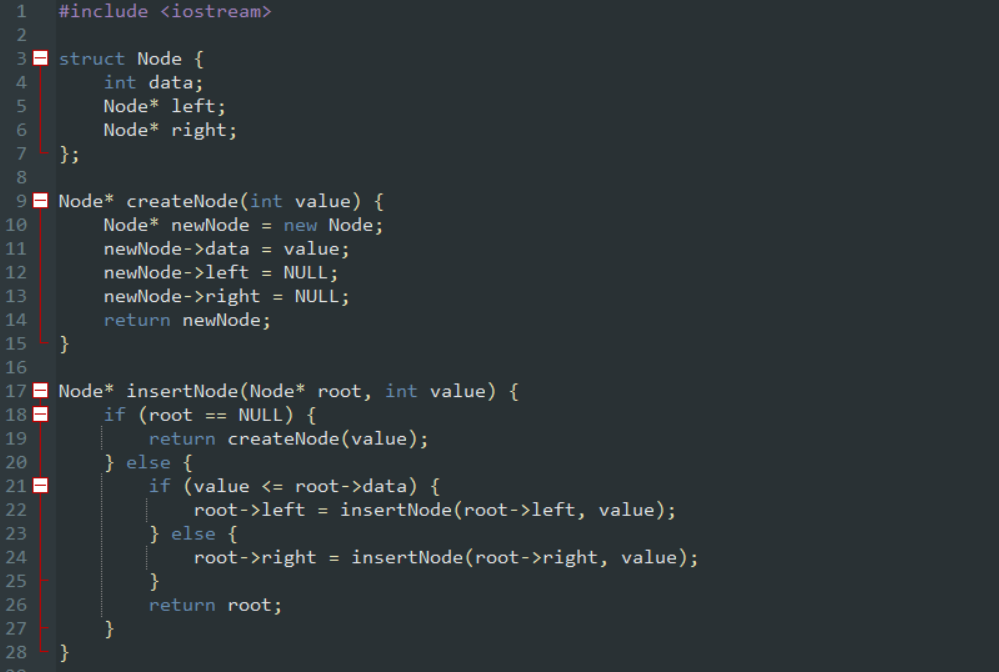 1 #include <iostream>
2
3 struct Node {
4     int data;
5     Node* left;
6     Node* right;
7 };
8
9 Node* createNode(int value) {
10     Node* newNode = new Node;
11     newNode->data = value;
12     newNode->left = NULL;
13     newNode->right = NULL;
14     return newNode;
15 }
16
17 Node* insertNode(Node* root, int value) {
18     if (root == NULL) {
19         return createNode(value);
20     } else {
21         if (value <= root->data) {
22             root->left = insertNode(root->left, value);
23         } else {
24             root->right = insertNode(root->right, value);
25         }
26         return root;
27     }
28 }